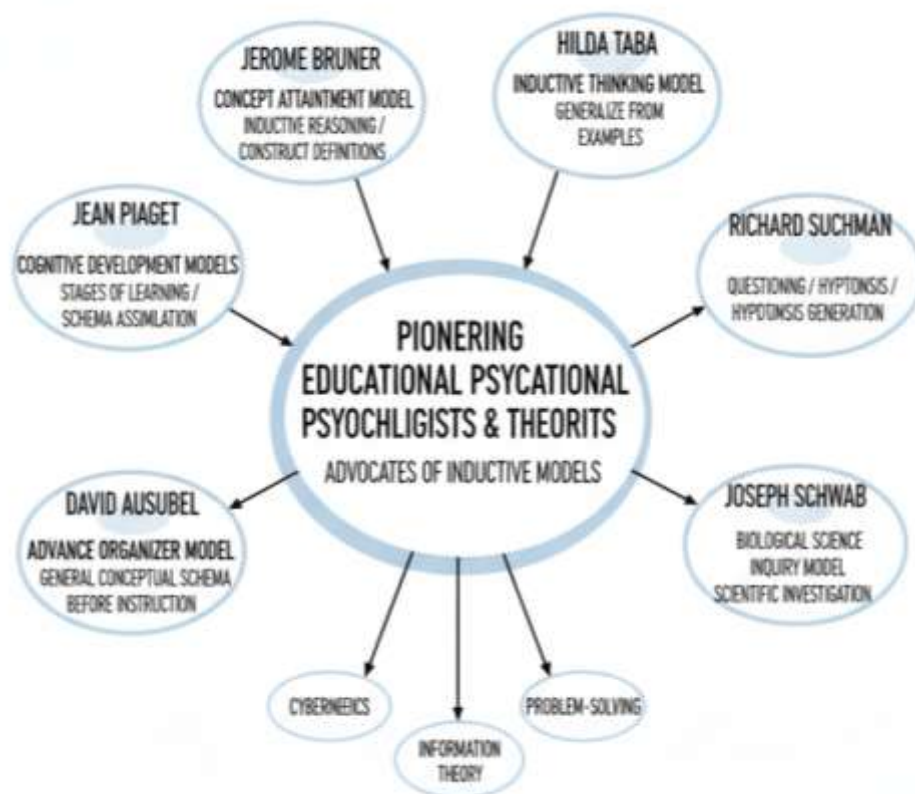 JEROME BRUNER
CONCEPT ATTAINTMENT MODEL
INDUCTIVE REASONING /
CONSTRUCT DEFINITIONS
HILDA TABA
INDUCTIVE THINKING MODEL
GENERALIZE FROM
EXAMPLES
JEAN PIAGET
COGNITIVE DEVELOPMENT MODELS
STAGES OF LEARNING /
SCHEMA ASSIMLATION
RICHARD SUCHMAN
QUESTIONNG / HYPTONSIS /
HYPDONSIS GENERATION
PIONERING
EDUCATIONAL PSYCATIONAL
PSYOCHLIGISTS & THEORITS
ADVOCATES OF INDUCTIVE MODELS
DAVID AUSUBEL
ADVANCE ORGANIZER MODEL
GENERAL CONCEPTUAL SCHEMA
BEFORE INSTRUCTION
JOSEPH SCHWAB
BIOLOGICAL SCIENCE
INQUIRY MODEL
SCIENTIFIC INVESTIGATION
CYBERNEEICS
INFORMATION
THEORY
PROBLEM-SOLVING